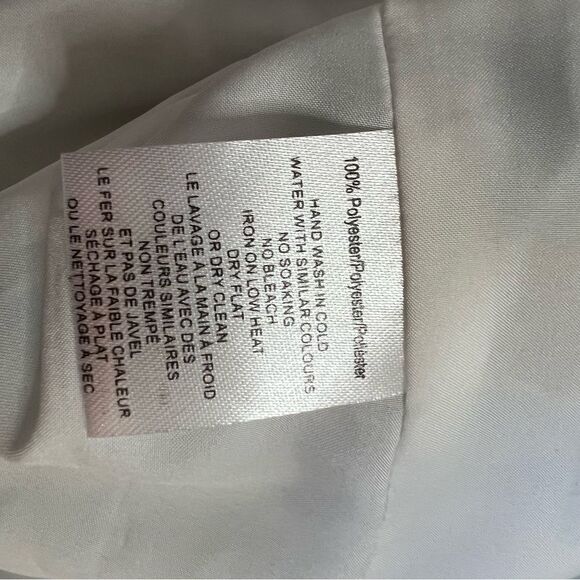 100% Polyester/Polyester/Poliéster
HAND WASH IN COLD
WATER WITH SIMILAR COLOURS
NO SOAKING
NO BLEACH
IRON ON LOW HEAT
DRY FLAT
OR DRY CLEAN
LE LAVAGE À LA MAIN À FROID
DE L'EAU AVEC DES
COULEURS SIMILAIRES
NON TREMPE
ET PAS DE JAVEL
LE FER SUR LA FAIBLE CHALEUR
SÉCHAGE À PLAT
OU LE NETTOYAGE À SEC